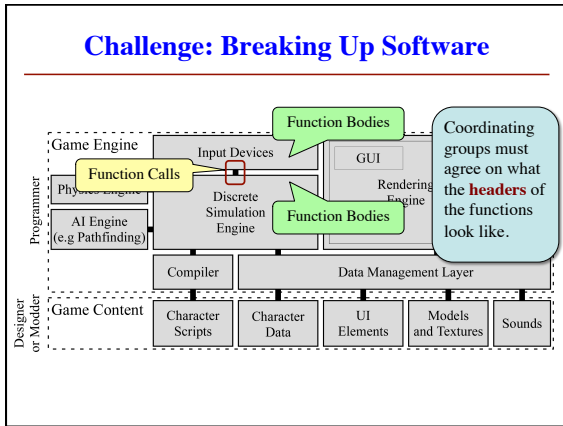 Challenge: Breaking Up Software
Function Bodies
Game Engine
Input Devices
GUI
Function Calls
Coordinating
groups must
agree on what
the headers of
the functions
look like.
Programmer
Physics Engine
Discrete
Simulation
Engine
Rendering
Engine
AI Engine
(e.g Pathfinding)
Function Bodies
Compiler
Data Management Layer
Designer
or Modder
Game Content
Character
Scripts
Character
Data
UI
Elements
Models
and Textures
Sounds